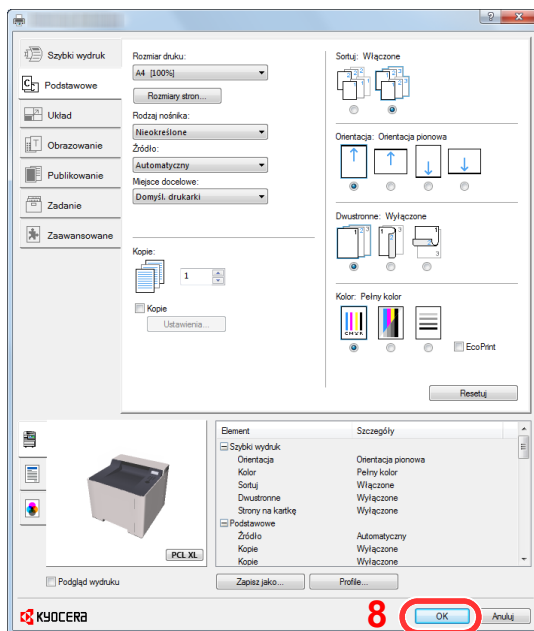 Szybki wydruk
Podstawowe
Układ
Obrazowanie
Publikowanie
Zadanie
Zaawansowane
Rozmiar druku:
A4 [100%]
Rozmiary stron...
Rodzaj nośnika:
Nieokreślone
Źródło:
Automatyczny
Miejsce docelowe:
Domyśl. drukarki
Kopie:
1
Kopie
Ustawienia...
Sortuj: Włączone
Orientacja: Orientacja pionowa
Dwustronne: Wyłączone
Kolor: Pełny kolor
CMYK
EcoPrint
Resetuj
PCL XL
Podgląd wydruku
Element Szczegóły
Szybki wydruk
Orientacja Orientacja pionowa
Kolor Pełny kolor
Sortuj Włączone
Dwustronne Wyłączone
Strony na kartkę Wyłączone
Podstawowe
Źródło Automatyczny
Kopie Wyłączone
Kopie Wyłączone
Zapisz jako... Profile...
KYOCERA
8
OK
Anuluj